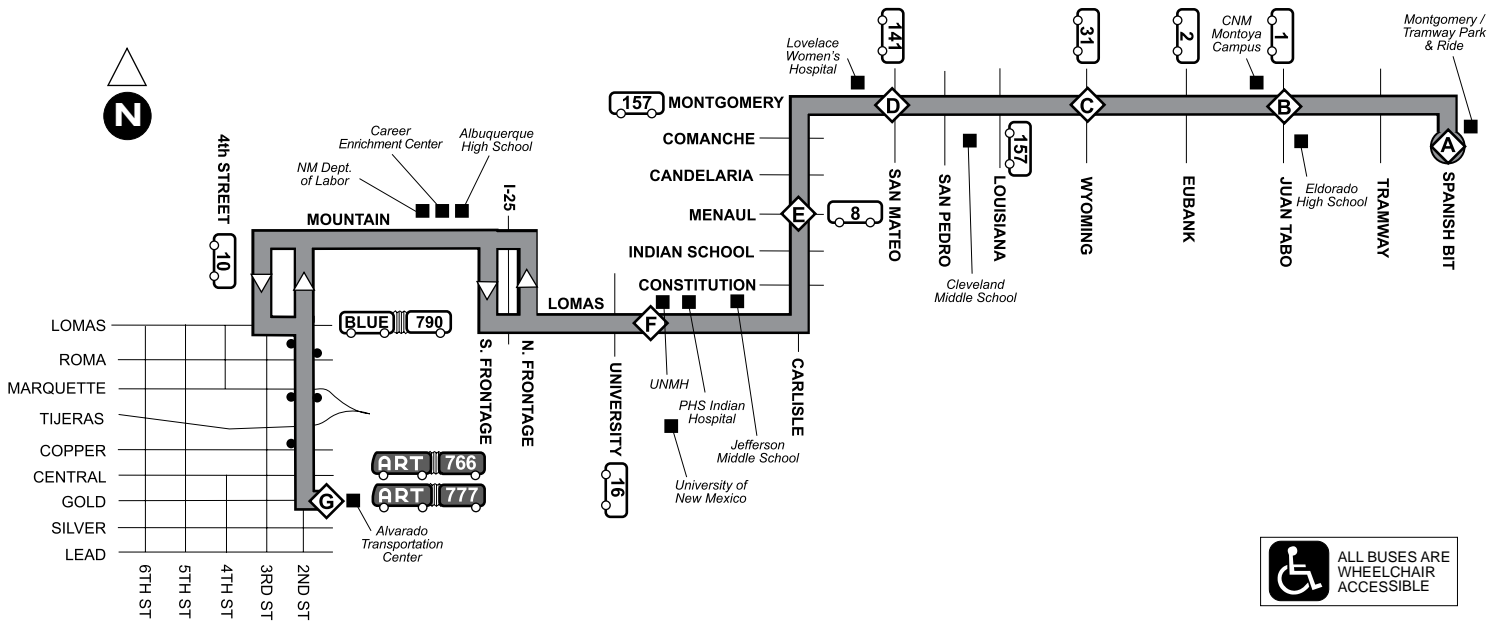 Montgomery /
Tramway Park
& Ride
CNM
Montoya
Campus
Lovelace
Women's
Hospital
141
31
2
1
157 MONTGOMERY
D
C
B
A
N
COMANCHE
CANDELARIA
MENAUL
E
8
INDIAN SCHOOL
CONSTITUTION
SAN MATEO
SAN PEDRO
LOUISIANA
157
WYOMING
EUBANK
JUAN TABO
TRAMWAY
SPANISH BIT
Eldorado
High School
Cleveland
Middle School
4th STREET
10
Career
Enrichment Center
Albuquerque
High School
NM Dept.
of Labor
MOUNTAIN
I-25
LOMAS
F
BLUE 790
S. FRONTAGE
N. FRONTAGE
UNIVERSITY
16
CARLISLE
UNMH
PHS Indian
Hospital
Jefferson
Middle School
University of
New Mexico
LOMAS
ROMA
MARQUETTE
TIJERAS
COPPER
CENTRAL
GOLD
SILVER
LEAD
ART 766
ART 777
G
Alvarado
Transportation
Center
6TH ST
5TH ST
4TH ST
3RD ST
2ND ST
ALL BUSES ARE
WHEELCHAIR
ACCESSIBLE